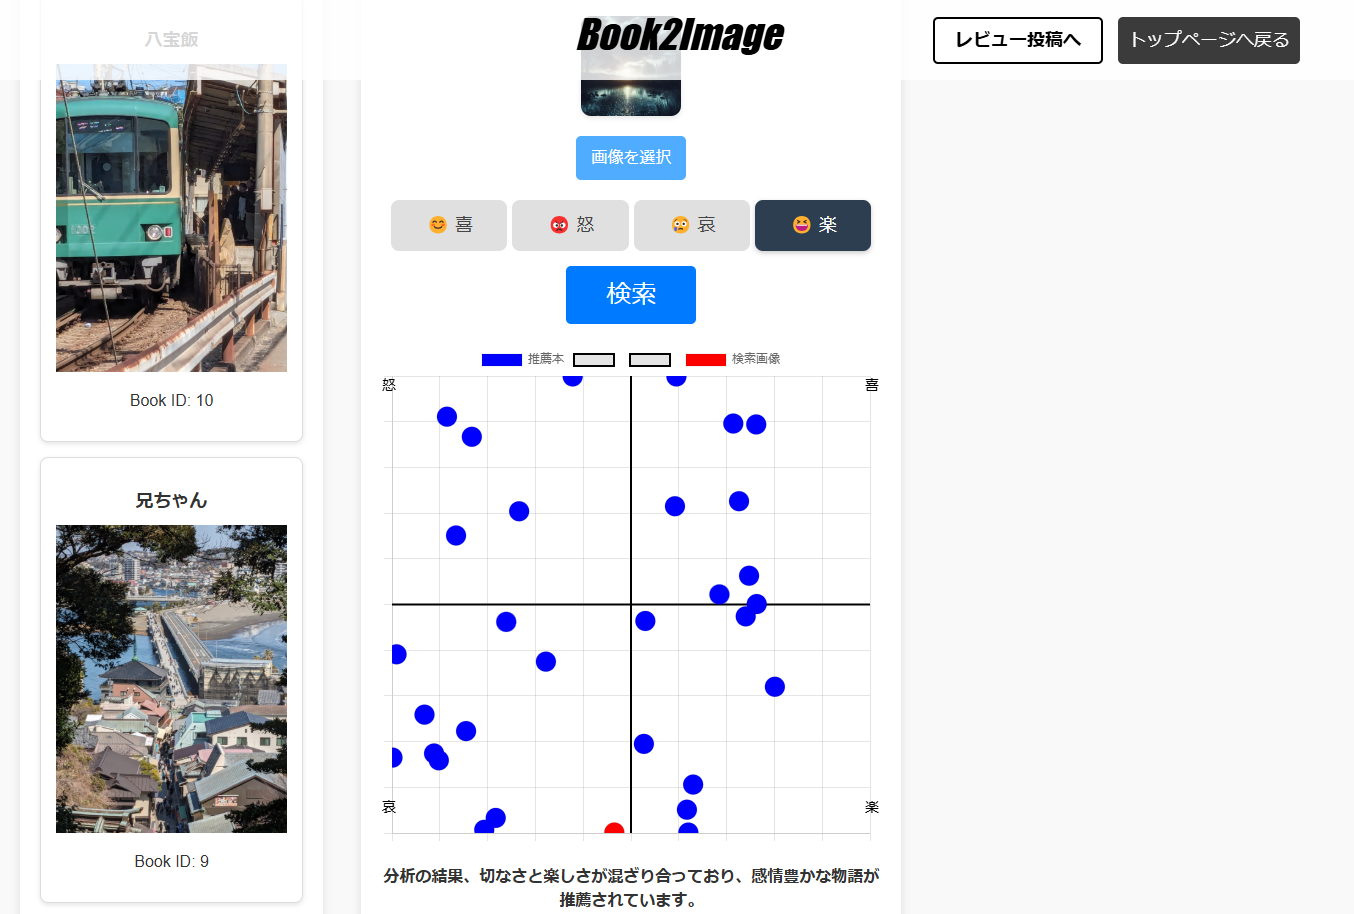 Book2Image
レビュー投稿へ
トップページへ戻る
八宝飯
Book ID: 10
兄ちゃん
Book ID: 9
画像を選択
😊 喜
😡 怒
😢 哀
😆 楽
検索
推薦本
検索画像
怒
喜
哀
楽
分析の結果、切なさと楽しさが混ざり合っており、感情豊かな物語が
推薦されています。